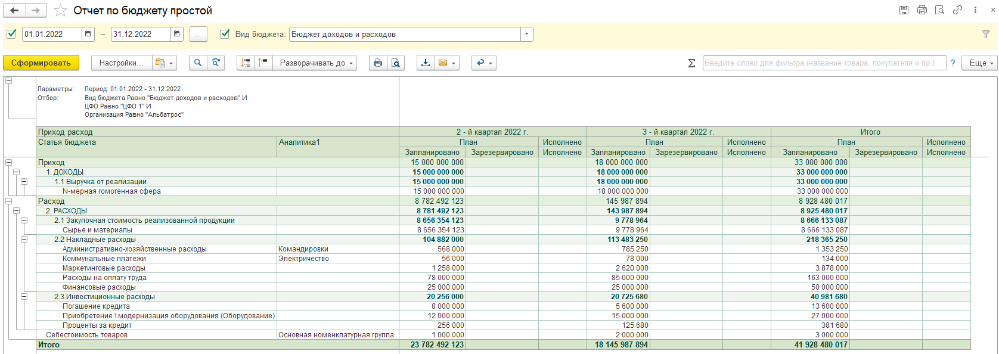 Отчет по бюджету простой
01.01.2022 – 31.12.2022 ... Вид бюджета: Бюджет доходов и расходов
Сформировать Настройки... Разворачивать до Σ Введите слово для фильтра (название товара, покупателя и пр.) ? Еще
Параметры: Период: 01.01.2022 - 31.12.2022
Отбор: Вид бюджета Равно "Бюджет доходов и расходов" И
ЦФО Равно "ЦФО 1" И
Организация Равно "Альбатрос"
Приход расход 2 - й квартал 2022 г. 3 - й квартал 2022 г. Итого
Статья бюджета Аналитика1 План Исполнено План Исполнено План Исполнено
Запланировано Зарезервировано Исполнено Запланировано Зарезервировано Исполнено Запланировано Зарезервировано Исполнено
Приход 15 000 000 000 18 000 000 000 33 000 000 000
1. ДОХОДЫ 15 000 000 000 18 000 000 000 33 000 000 000
1.1 Выручка от реализации 15 000 000 000 18 000 000 000 33 000 000 000
N-мерная гомогенная сфера 15 000 000 000 18 000 000 000 33 000 000 000
Расход 8 782 492 123 145 987 894 8 928 480 017
2. РАСХОДЫ 8 781 492 123 143 987 894 8 925 480 017
2.1 Закупочная стоимость реализованной продукции 8 656 354 123 9 778 964 8 666 133 087
Сырье и материалы 8 656 354 123 9 778 964 8 666 133 087
2.2 Накладные расходы 104 882 000 113 483 250 218 365 250
Административно-хозяйственные расходы Командировки 568 000 785 250 1 353 250
Коммунальные платежи Электричество 56 000 78 000 134 000
Маркетинговые расходы 1 258 000 2 620 000 3 878 000
Расходы на оплату труда 78 000 000 85 000 000 163 000 000
Финансовые расходы 25 000 000 25 000 000 50 000 000
2.3 Инвестиционные расходы 20 256 000 20 725 680 40 981 680
Погашение кредита 8 000 000 5 600 000 13 600 000
Приобретение \ модернизация оборудования (Оборудование) 12 000 000 15 000 000 27 000 000
Проценты за кредит 256 000 125 680 381 680
Себестоимость товаров Основная номенклатурная группа 1 000 000 2 000 000 3 000 000
Итого 23 782 492 123 18 145 987 894 41 928 480 017